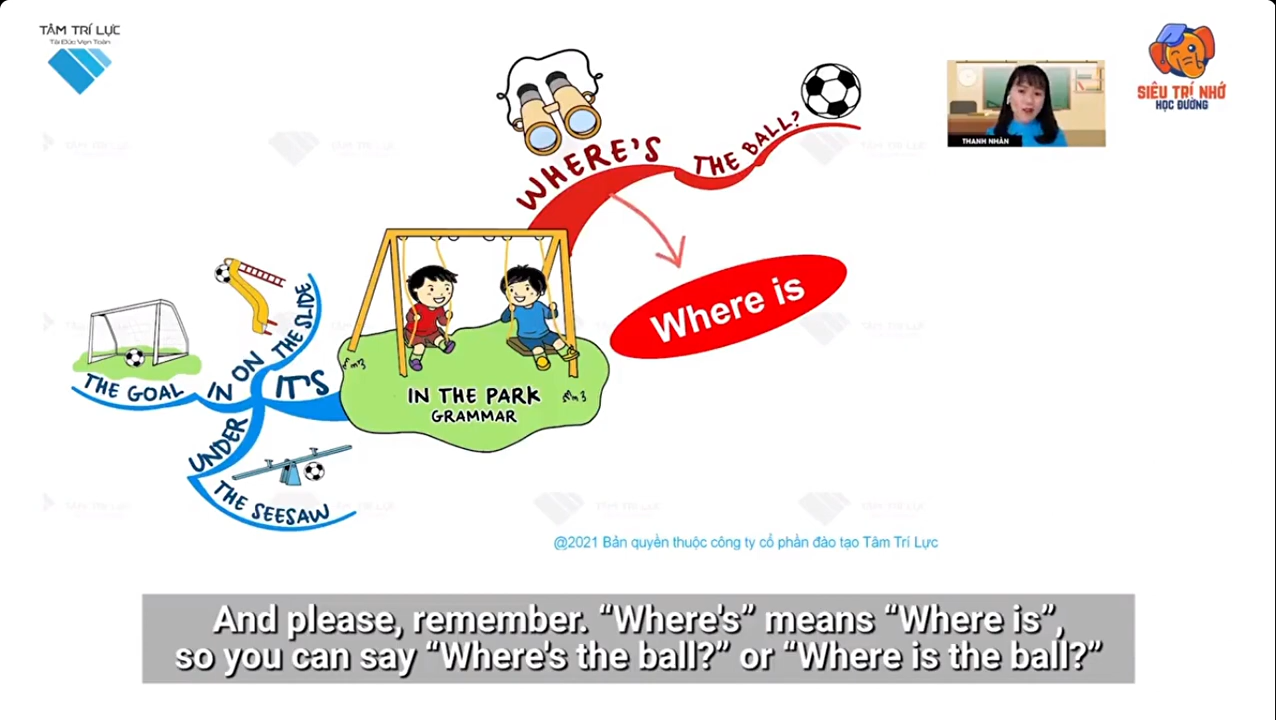 TÂM TRÍ LỰC
Tài Đức Vẹn Toàn
SIÊU TRÍ NHỚ
HỌC ĐƯỜNG
THANH NHÀN
WHERE'S THE BALL?
Where is
THE SLIDE
ON
IN
THE GOAL
IT'S
UNDER
THE SEESAW
IN THE PARK
GRAMMAR
@2021 Bản quyền thuộc công ty cổ phần đào tạo Tâm Trí Lực
And please, remember. “Where's” means “Where is”,
so you can say “Where's the ball?” or “Where is the ball?”